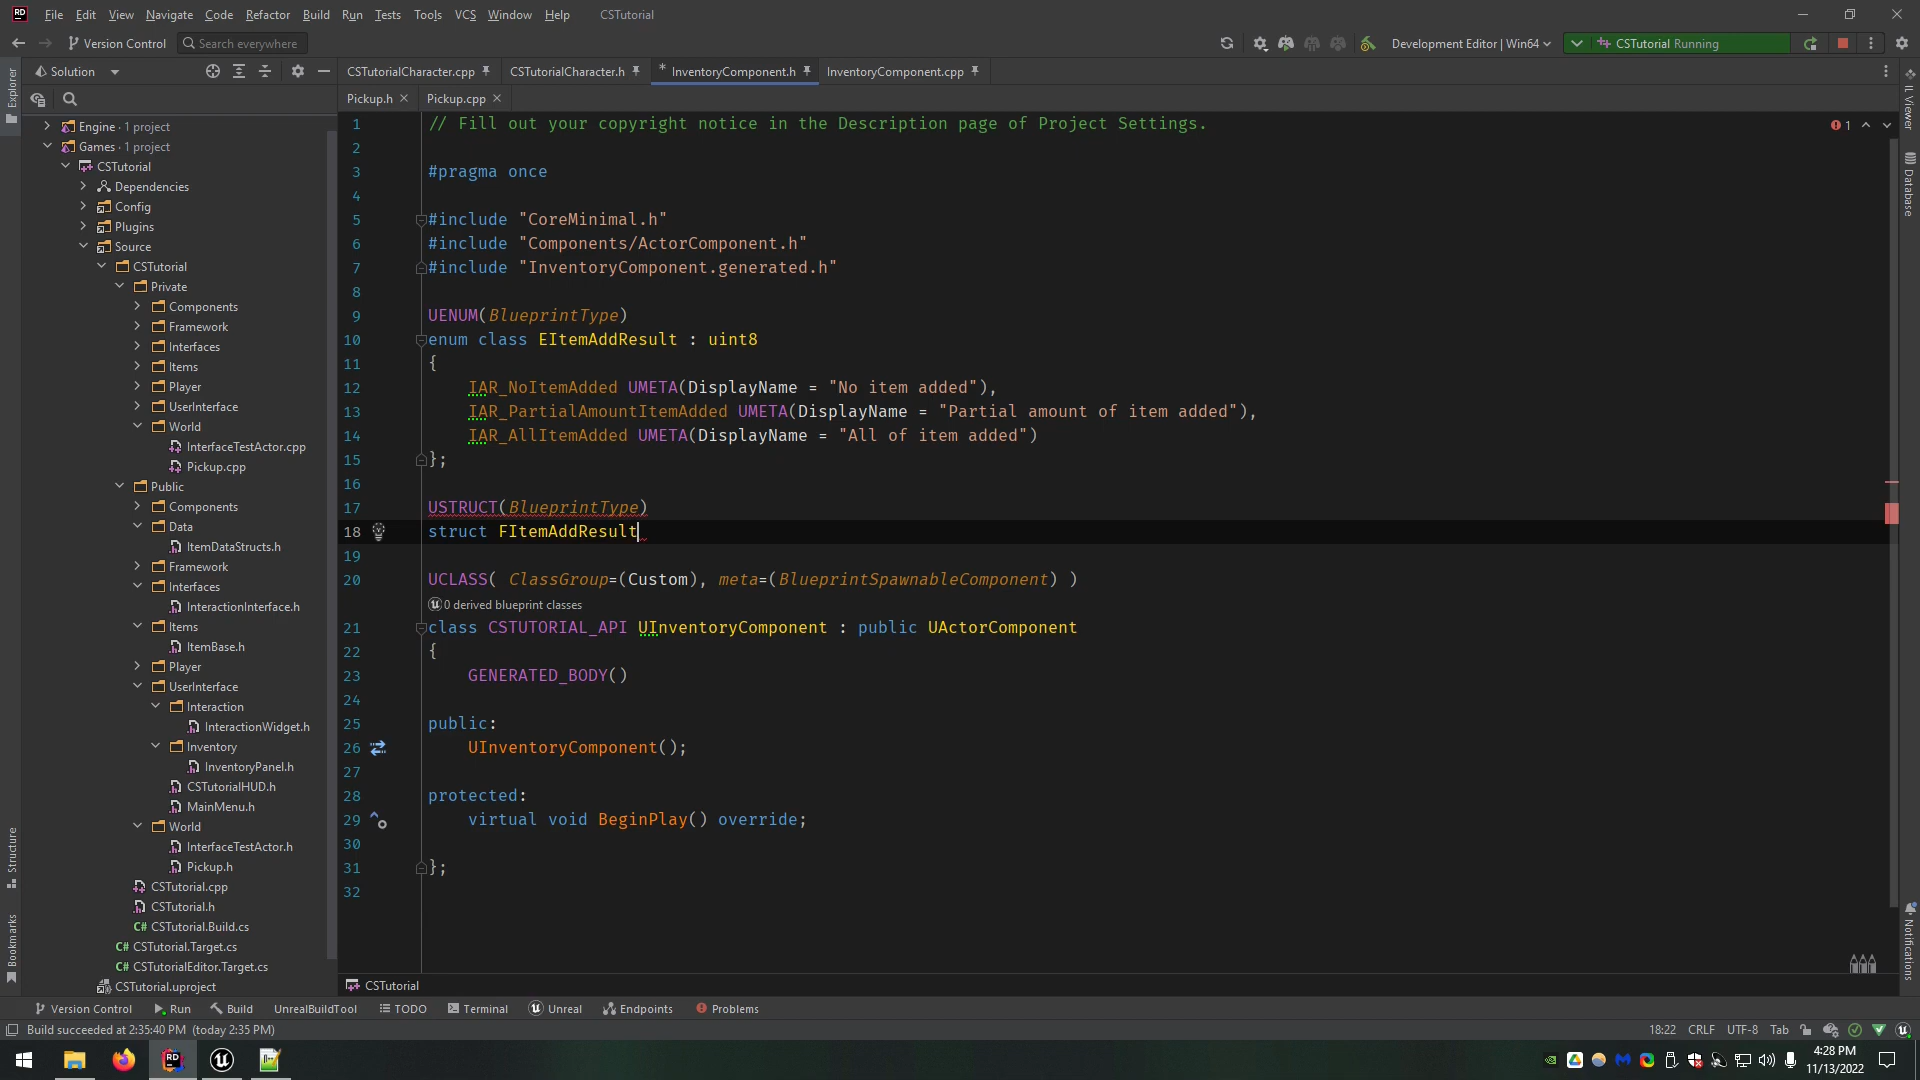 RD File Edit View Navigate Code Refactor Build Run Tests Tools VCS Window Help CSTutorial
Version Control Search everywhere Development Editor | Win64 CSTutorial Running
Solution CSTutorialCharacter.cpp CSTutorialCharacter.h * InventoryComponent.h InventoryComponent.cpp
Pickup.h Pickup.cpp
Explorer
Structure
Bookmarks
IL Viewer
Database
Notifications
Engine · 1 project
Games · 1 project
CSTutorial
Dependencies
Config
Plugins
Source
CSTutorial
Private
Components
Framework
Interfaces
Items
Player
UserInterface
World
InterfaceTestActor.cpp
Pickup.cpp
Public
Components
Data
ItemDataStructs.h
Framework
Interfaces
InteractionInterface.h
Items
ItemBase.h
Player
UserInterface
Interaction
InteractionWidget.h
Inventory
InventoryPanel.h
CSTutorialHUD.h
MainMenu.h
World
InterfaceTestActor.h
Pickup.h
CSTutorial.cpp
CSTutorial.h
C# CSTutorial.Build.cs
C# CSTutorial.Target.cs
C# CSTutorialEditor.Target.cs
CSTutorial.uproject
1 // Fill out your copyright notice in the Description page of Project Settings. 1
2
3 #pragma once
4
5 #include "CoreMinimal.h"
6 #include "Components/ActorComponent.h"
7 #include "InventoryComponent.generated.h"
8
9 UENUM(BlueprintType)
10 enum class EItemAddResult : uint8
11 {
12 IAR_NoItemAdded UMETA(DisplayName = "No item added"),
13 IAR_PartialAmountItemAdded UMETA(DisplayName = "Partial amount of item added"),
14 IAR_AllItemAdded UMETA(DisplayName = "All of item added")
15 };
16
17 USTRUCT(BlueprintType)
18 struct FItemAddResult
19
20 UCLASS( ClassGroup=(Custom), meta=(BlueprintSpawnableComponent) )
0 derived blueprint classes
21 class CSTUTORIAL_API UInventoryComponent : public UActorComponent
22 {
23 GENERATED_BODY()
24
25 public:
26 UInventoryComponent();
27
28 protected:
29 virtual void BeginPlay() override;
30
31 };
32
CSTutorial
Version Control Run Build UnrealBuildTool TODO Terminal Unreal Endpoints Problems
Build succeeded at 2:35:40 PM (today 2:35 PM) 18:22 CRLF UTF-8 Tab
RD 4:28 PM
11/13/2022